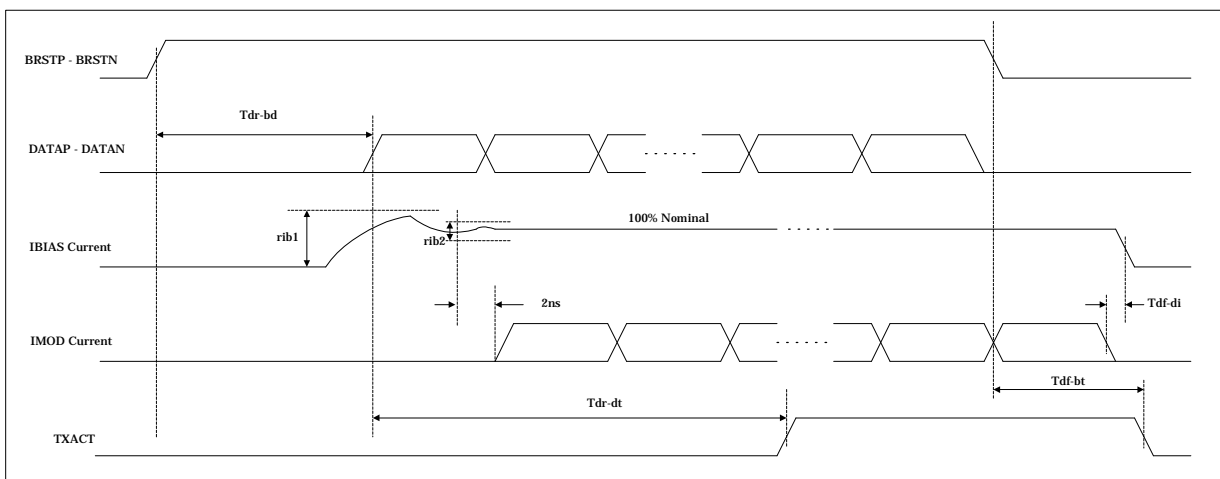 BRSTP - BRSTN
Tdr-bd
DATAP - DATAN
100% Nominal
rib1
rib2
IBIAS Current
2ns
Tdf-di
IMOD Current
Tdf-bt
Tdr-dt
TXACT